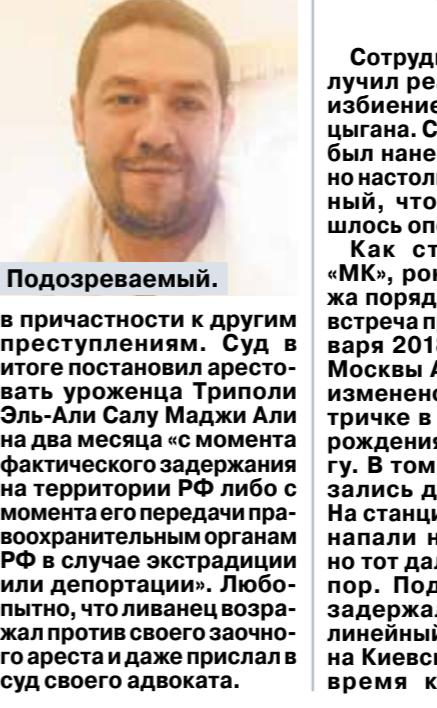 Подозреваемый.
в причастности к другим
преступлениям. Суд в
итоге постановил аресто-
вать уроженца Триполи
Эль-Али Салу Маджи Али
на два месяца «с момента
фактического задержания
на территории РФ либо с
момента его передачи пра-
воохранительным органам
РФ в случае экстрадиции
или депортации». Любо-
пытно, что ливанец возра-
жал против своего заочно-
го ареста и даже прислал в
суд своего адвоката.
Сотруд
лучил ре
избиение
цыгана. С
был нане
но настоль
ный, что
шлось оп
Как ст
«МК», рок
жа поряд
встреча п
варя 2018
Москвы А
изменено
тричке в
рождения
гу. В том
зались д
На станци
напали н
но тот дал
пор. Под
задержал
линейный
на Киевск
время к